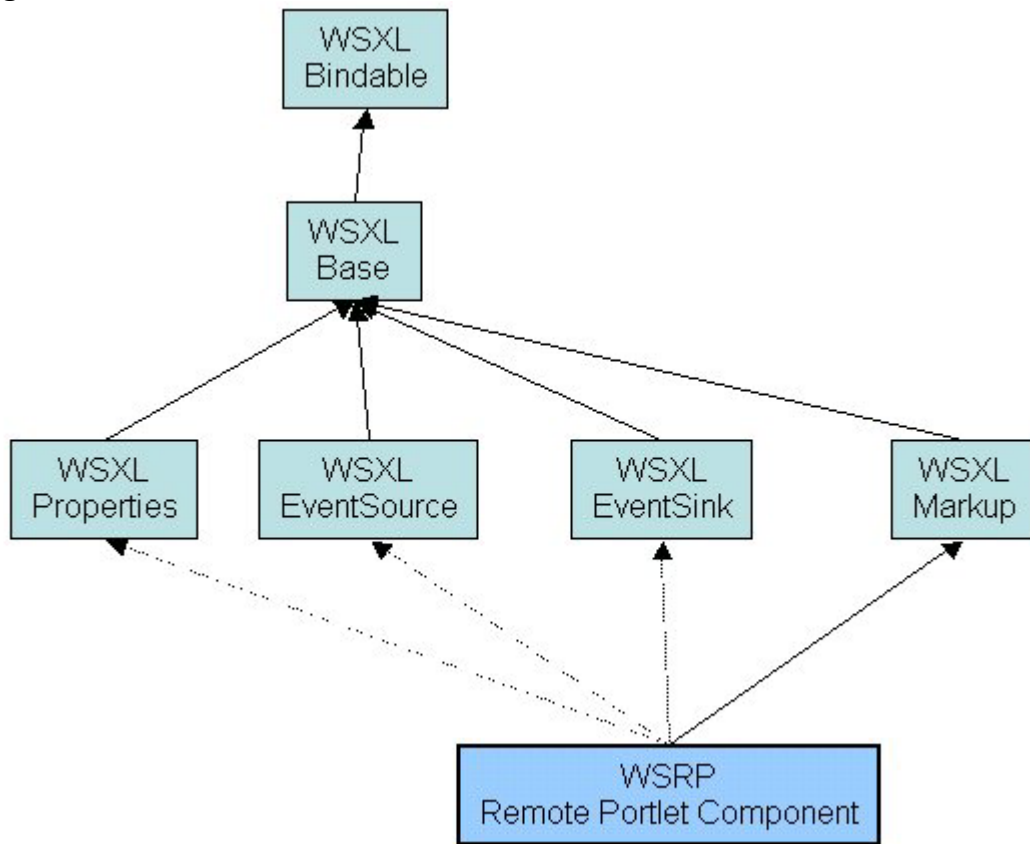 WSXL
Bindable
WSXL
Base
WSXL
Properties
WSXL
EventSource
WSXL
EventSink
WSXL
Markup
WSRP
Remote Portlet Component